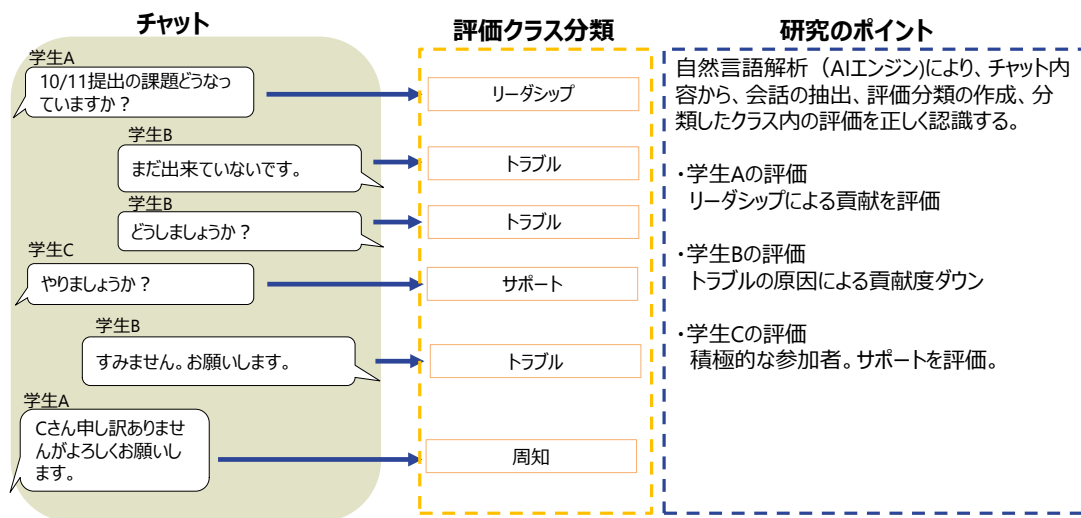 チャット
評価クラス分類
研究のポイント
学生A
10/11提出の課題どうなっ
ていますか？
リーダシップ
学生B
まだ出来ていないです。
トラブル
学生B
どうしましょうか？
トラブル
学生C
やりましょうか？
サポート
学生B
すみません。お願いします。
トラブル
学生A
Cさん申し訳ありませ
んがよろしくお願いし
ます。
周知
自然言語解析（AIエンジン)により、チャット内
容から、会話の抽出、評価分類の作成、分
類したクラス内の評価を正しく認識する。
・学生Aの評価
リーダシップによる貢献を評価
・学生Bの評価
トラブルの原因による貢献度ダウン
・学生Cの評価
積極的な参加者。サポートを評価。